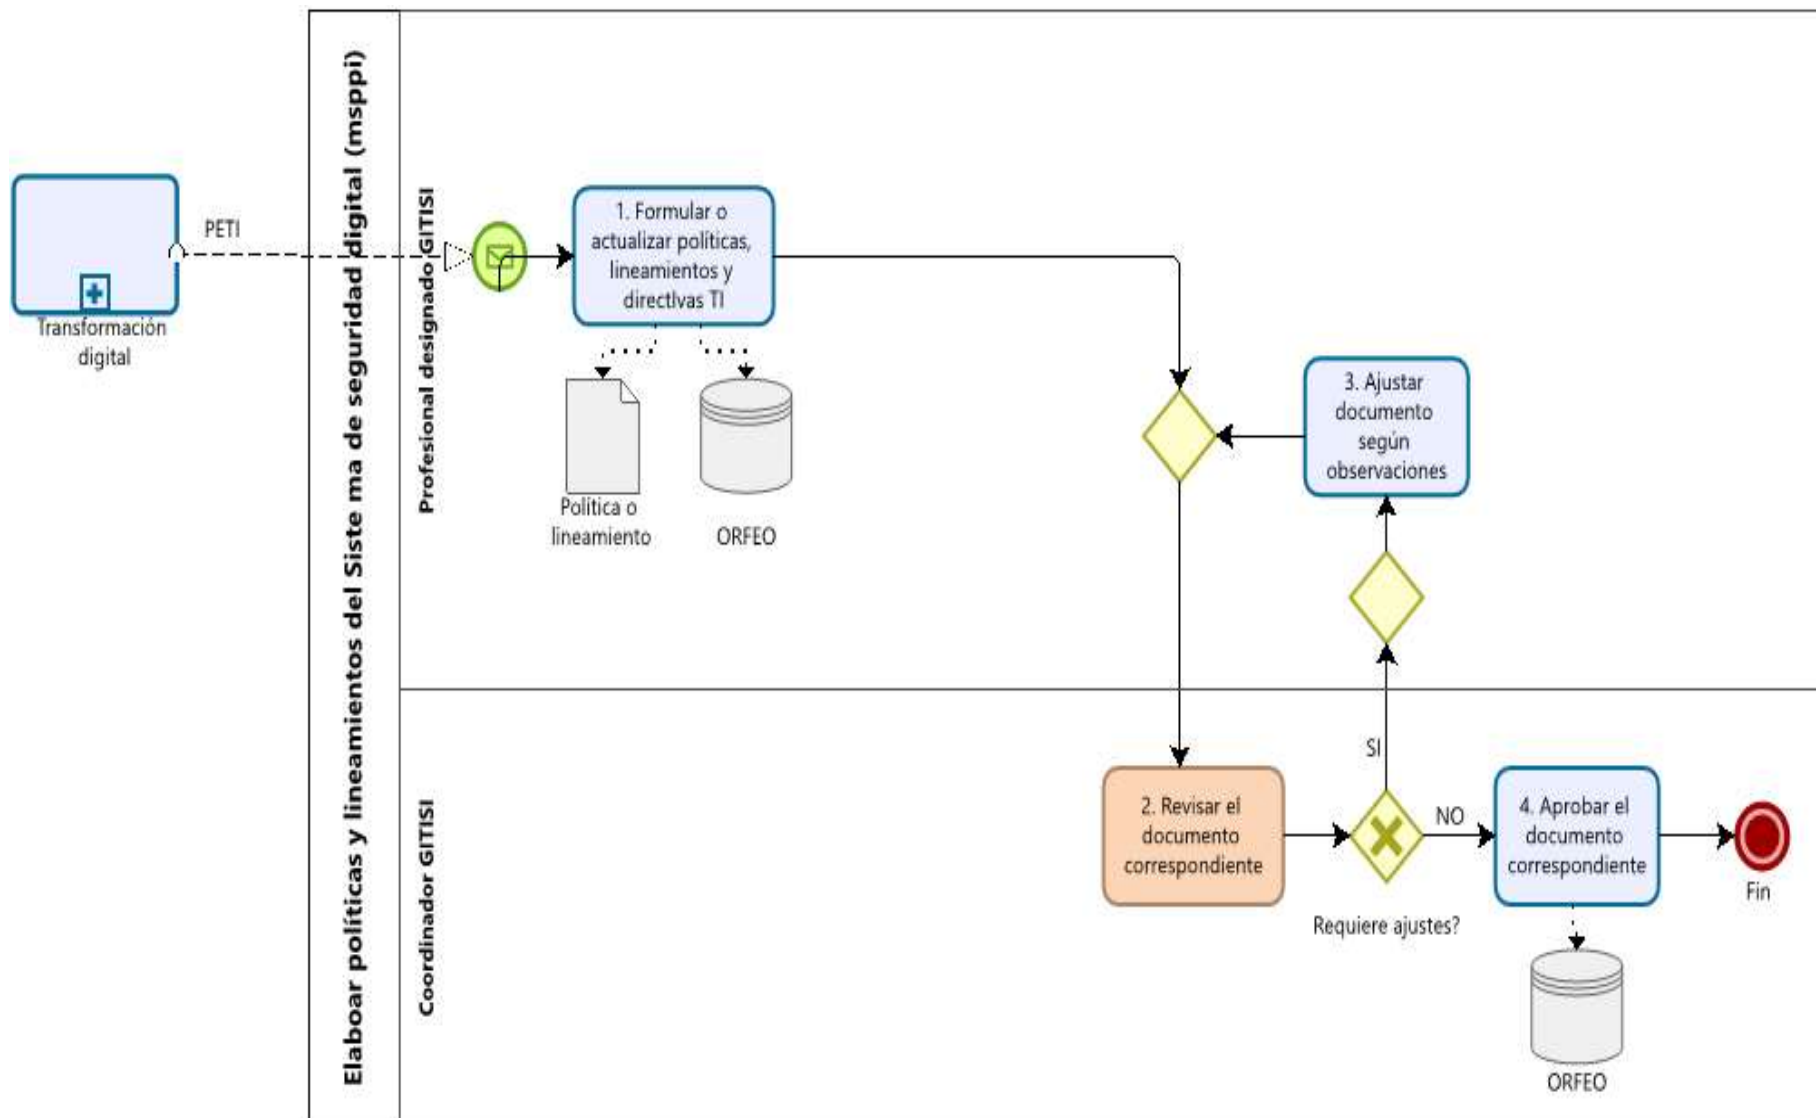 PETI
Transformación
digital
Elaboar políticas y lineamientos del Siste ma de seguridad digital (msppi)
Profesional designado GITISI
1. Formular o
actualizar políticas,
lineamientos y
directIvas TI
Política o
lineamiento
ORFEO
3. Ajustar
documento
según
observaciones
Coordinador GITISI
2. Revisar el
documento
correspondiente
SI
Requiere ajustes?
NO
4. Aprobar el
documento
correspondiente
Fin
ORFEO